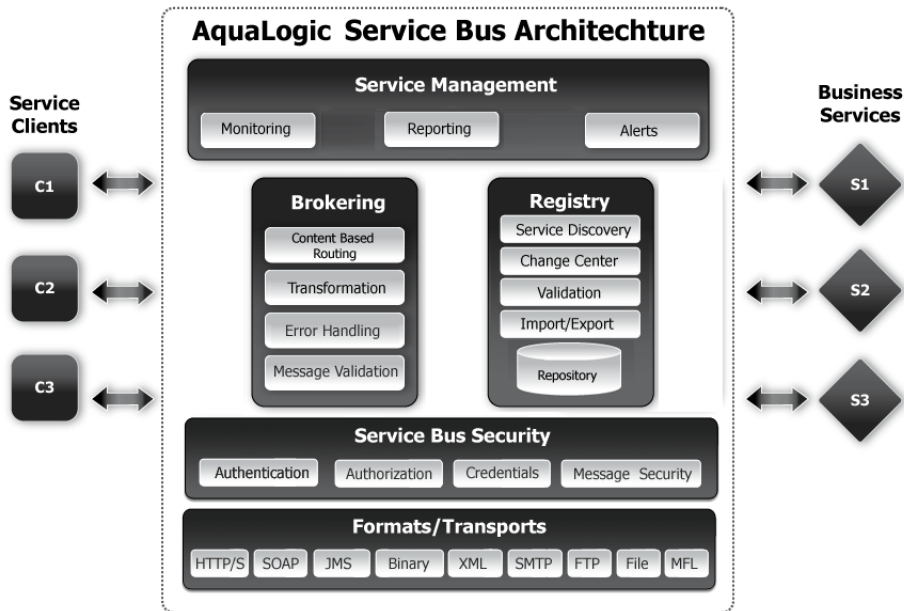 AquaLogic Service Bus Architechture
Service Management
Monitoring
Reporting
Alerts
Service
Clients
C1
C2
C3
Business
Services
S1
S2
S3
Brokering
Content Based
Routing
Transformation
Error Handling
Message Validation
Registry
Service Discovery
Change Center
Validation
Import/Export
Repository
Service Bus Security
Authentication
Authorization
Credentials
Message Security
Formats/Transports
HTTP/S
SOAP
JMS
Binary
XML
SMTP
FTP
File
MFL